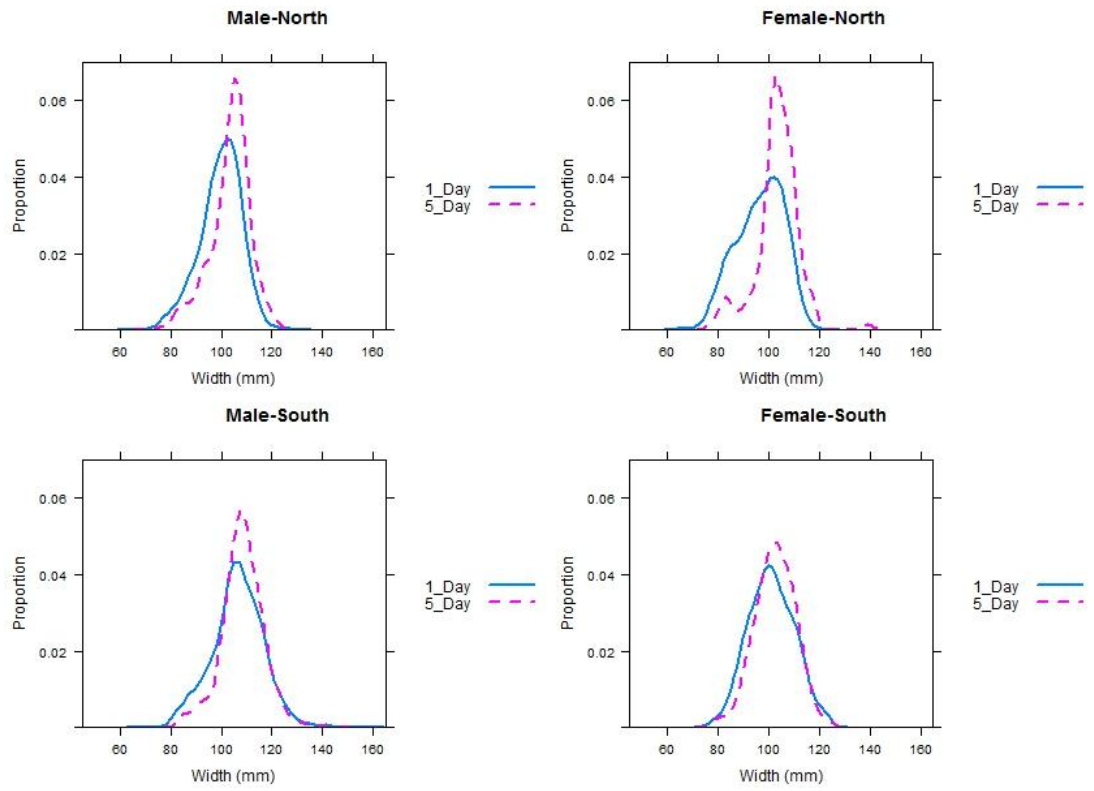 Male-North
Female-North
0.06
0.04
0.02
Proportion
60 80 100 120 140 160
Width (mm)
1_Day
5_Day
0.06
0.04
0.02
Proportion
60 80 100 120 140 160
Width (mm)
1_Day
5_Day
Male-South
Female-South
0.06
0.04
0.02
Proportion
60 80 100 120 140 160
Width (mm)
1_Day
5_Day
0.06
0.04
0.02
Proportion
60 80 100 120 140 160
Width (mm)
1_Day
5_Day